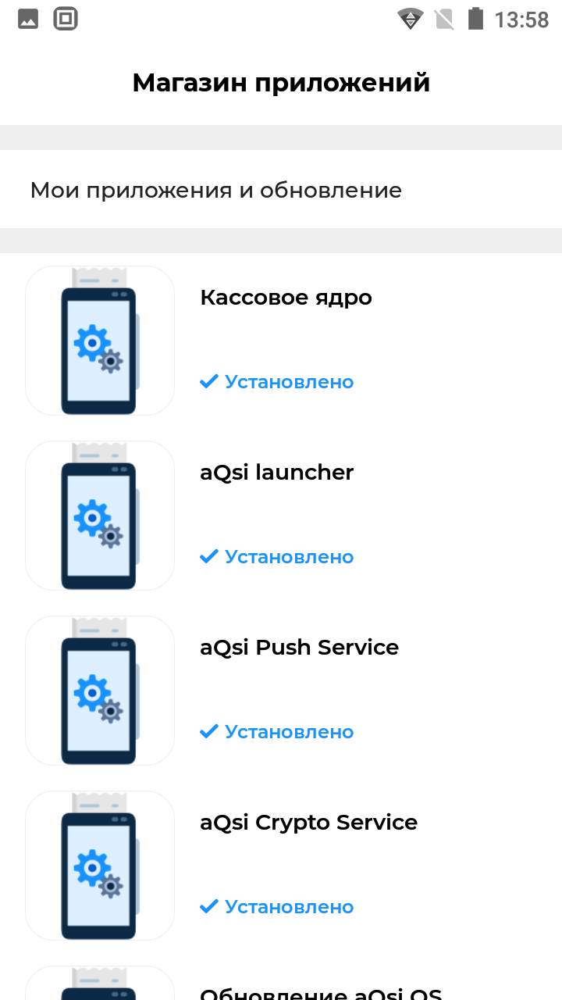 13:58
Магазин приложений
Мои приложения и обновление
Кассовое ядро
Установлено
aQsi launcher
Установлено
aQsi Push Service
Установлено
aQsi Crypto Service
Установлено
Обновление aQsi OS